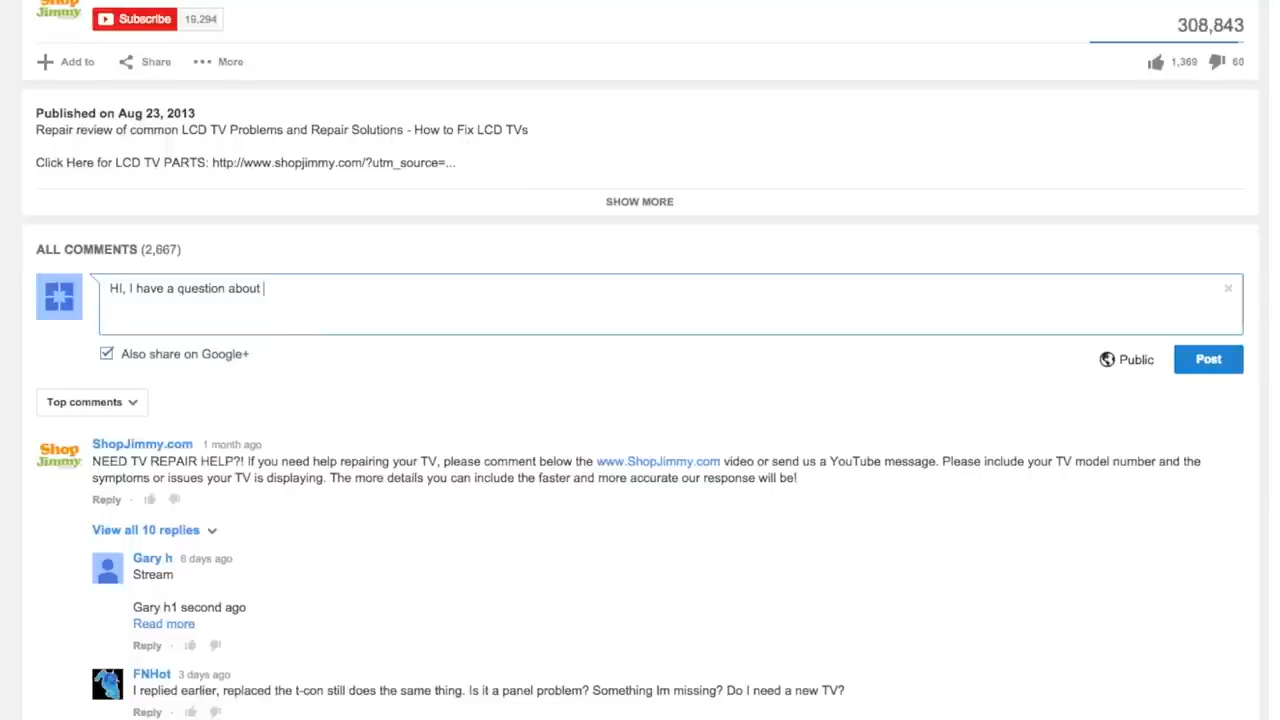 Shop
Jimmy
Subscribe 19,294
308,843
Add to Share More 1,369 60
Published on Aug 23, 2013
Repair review of common LCD TV Problems and Repair Solutions - How to Fix LCD TVs
Click Here for LCD TV PARTS: http://www.shopjimmy.com/?utm_source=...
SHOW MORE
ALL COMMENTS (2,667)
HI, I have a question about
Also share on Google+
Public Post
Top comments
Shop
Jimmy
ShopJimmy.com 1 month ago
NEED TV REPAIR HELP?! If you need help repairing your TV, please comment below the www.ShopJimmy.com video or send us a YouTube message. Please include your TV model number and the
symptoms or issues your TV is displaying. The more details you can include the faster and more accurate our response will be!
Reply
View all 10 replies
Gary h 6 days ago
Stream
Gary h1 second ago
Read more
Reply
FNHot 3 days ago
I replied earlier, replaced the t-con still does the same thing. Is it a panel problem? Something Im missing? Do I need a new TV?
Reply